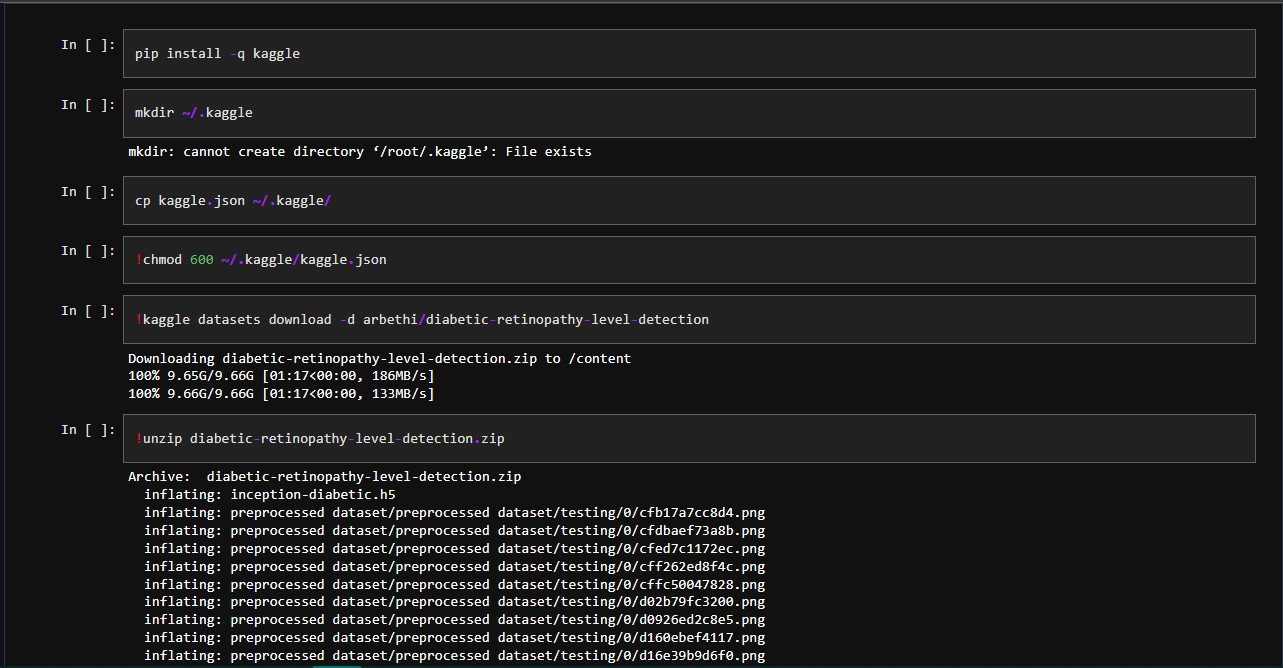 In [ ]: pip install -q kaggle
In [ ]: mkdir ~/.kaggle
mkdir: cannot create directory ‘/root/.kaggle’: File exists
In [ ]: cp kaggle.json ~/.kaggle/
In [ ]: !chmod 600 ~/.kaggle/kaggle.json
In [ ]: !kaggle datasets download -d arbethi/diabetic-retinopathy-level-detection
Downloading diabetic-retinopathy-level-detection.zip to /content
100% 9.65G/9.66G [01:17<00:00, 186MB/s]
100% 9.66G/9.66G [01:17<00:00, 133MB/s]
In [ ]: !unzip diabetic-retinopathy-level-detection.zip
Archive:  diabetic-retinopathy-level-detection.zip
  inflating: inception-diabetic.h5
  inflating: preprocessed dataset/preprocessed dataset/testing/0/cfb17a7cc8d4.png
  inflating: preprocessed dataset/preprocessed dataset/testing/0/cfdbaef73a8b.png
  inflating: preprocessed dataset/preprocessed dataset/testing/0/cfed7c1172ec.png
  inflating: preprocessed dataset/preprocessed dataset/testing/0/cff262ed8f4c.png
  inflating: preprocessed dataset/preprocessed dataset/testing/0/cffc50047828.png
  inflating: preprocessed dataset/preprocessed dataset/testing/0/d02b79fc3200.png
  inflating: preprocessed dataset/preprocessed dataset/testing/0/d0926ed2c8e5.png
  inflating: preprocessed dataset/preprocessed dataset/testing/0/d160ebef4117.png
  inflating: preprocessed dataset/preprocessed dataset/testing/0/d16e39b9d6f0.png